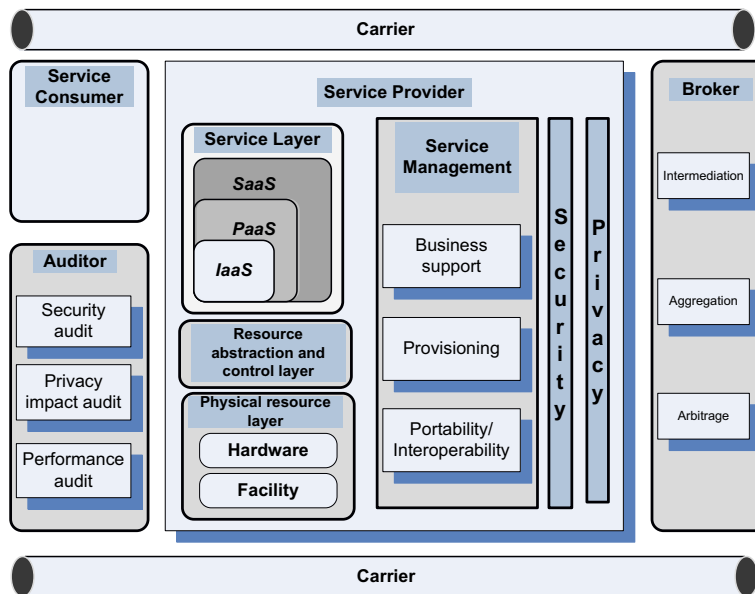 Carrier
Service
Consumer
Auditor
Security
audit
Privacy
impact audit
Performance
audit
Service Provider
Service Layer
SaaS
PaaS
IaaS
Resource
abstraction and
control layer
Physical resource
layer
Hardware
Facility
Service
Management
Business
support
Provisioning
Portability/
Interoperability
Security
Privacy
Broker
Intermediation
Aggregation
Arbitrage
Carrier